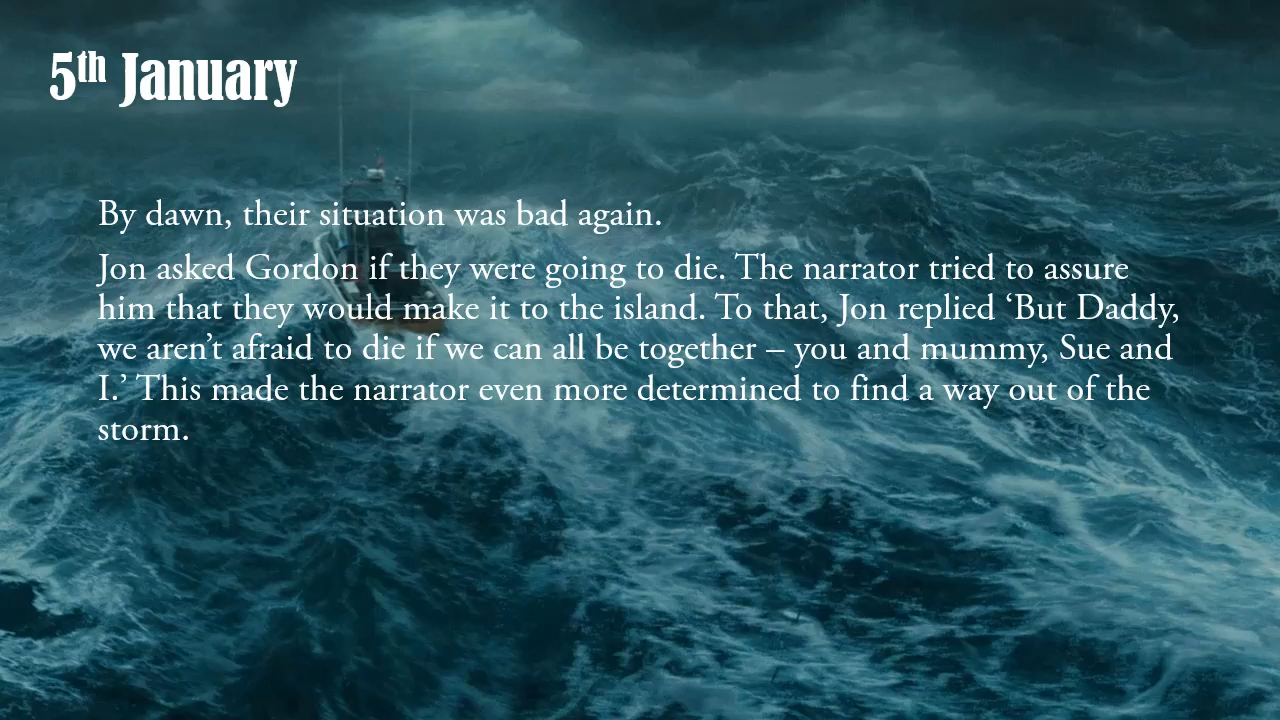 5th January
By dawn, their situation was bad again.
Jon asked Gordon if they were going to die. The narrator tried to assure
him that they would make it to the island. To that, Jon replied ‘But Daddy,
we aren’t afraid to die if we can all be together – you and mummy, Sue and
I.’ This made the narrator even more determined to find a way out of the
storm.